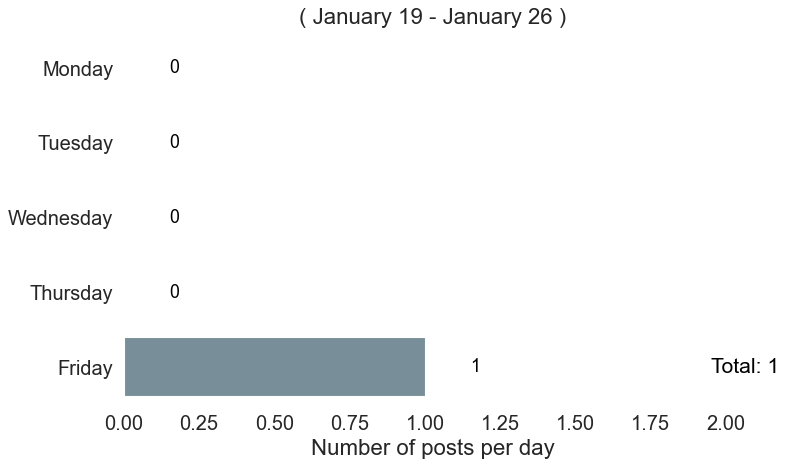 ( January 19 - January 26 )
Monday 0
Tuesday 0
Wednesday 0
Thursday 0
Friday 1 Total: 1
0.00 0.25 0.50 0.75 1.00 1.25 1.50 1.75 2.00
Number of posts per day